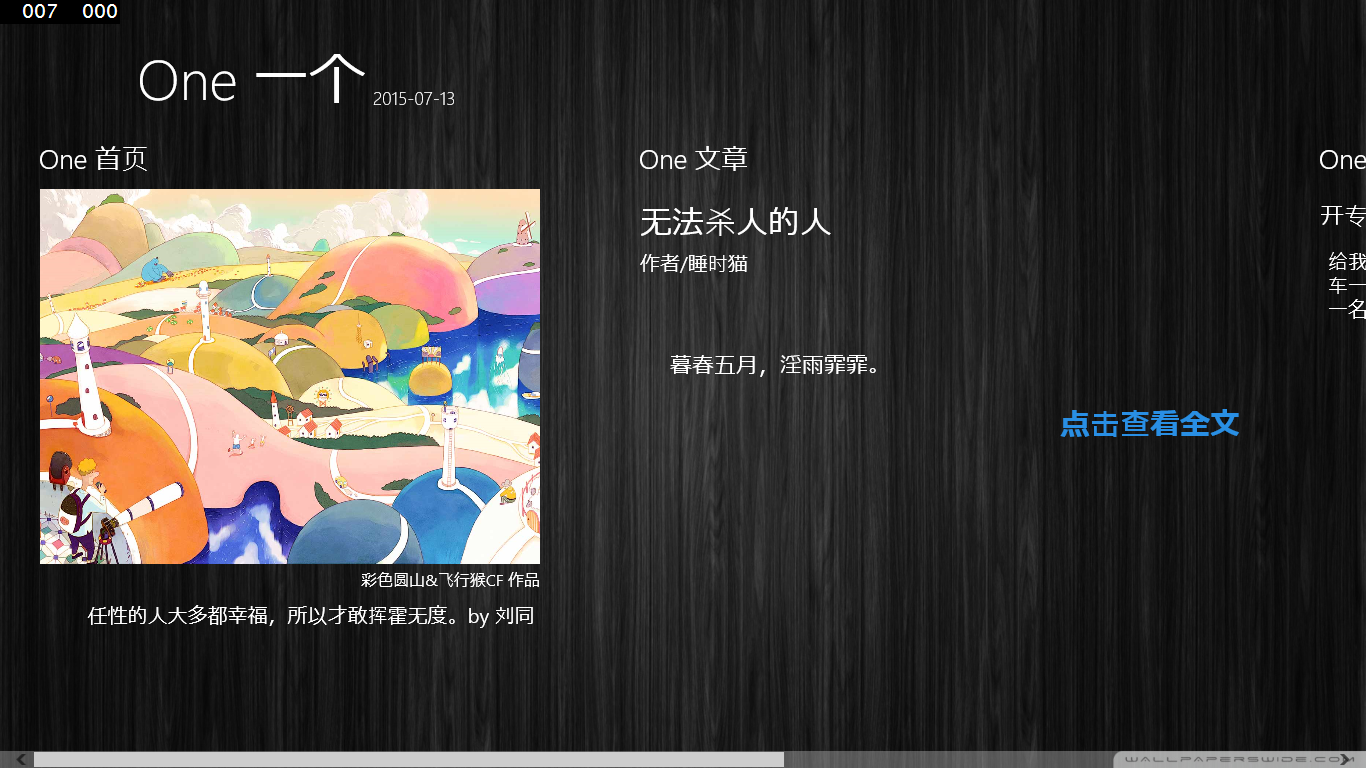 007 000
One 一个 2015-07-13
One 首页
彩色圆山&飞行猴CF 作品
任性的人大多都幸福，所以才敢挥霍无度。by 刘同
One 文章
无法杀人的人
作者/睡时猫
暮春五月，淫雨霏霏。
点击查看全文
One
开专
给我
车一
一名
WALLPAPERSWIDE.COM